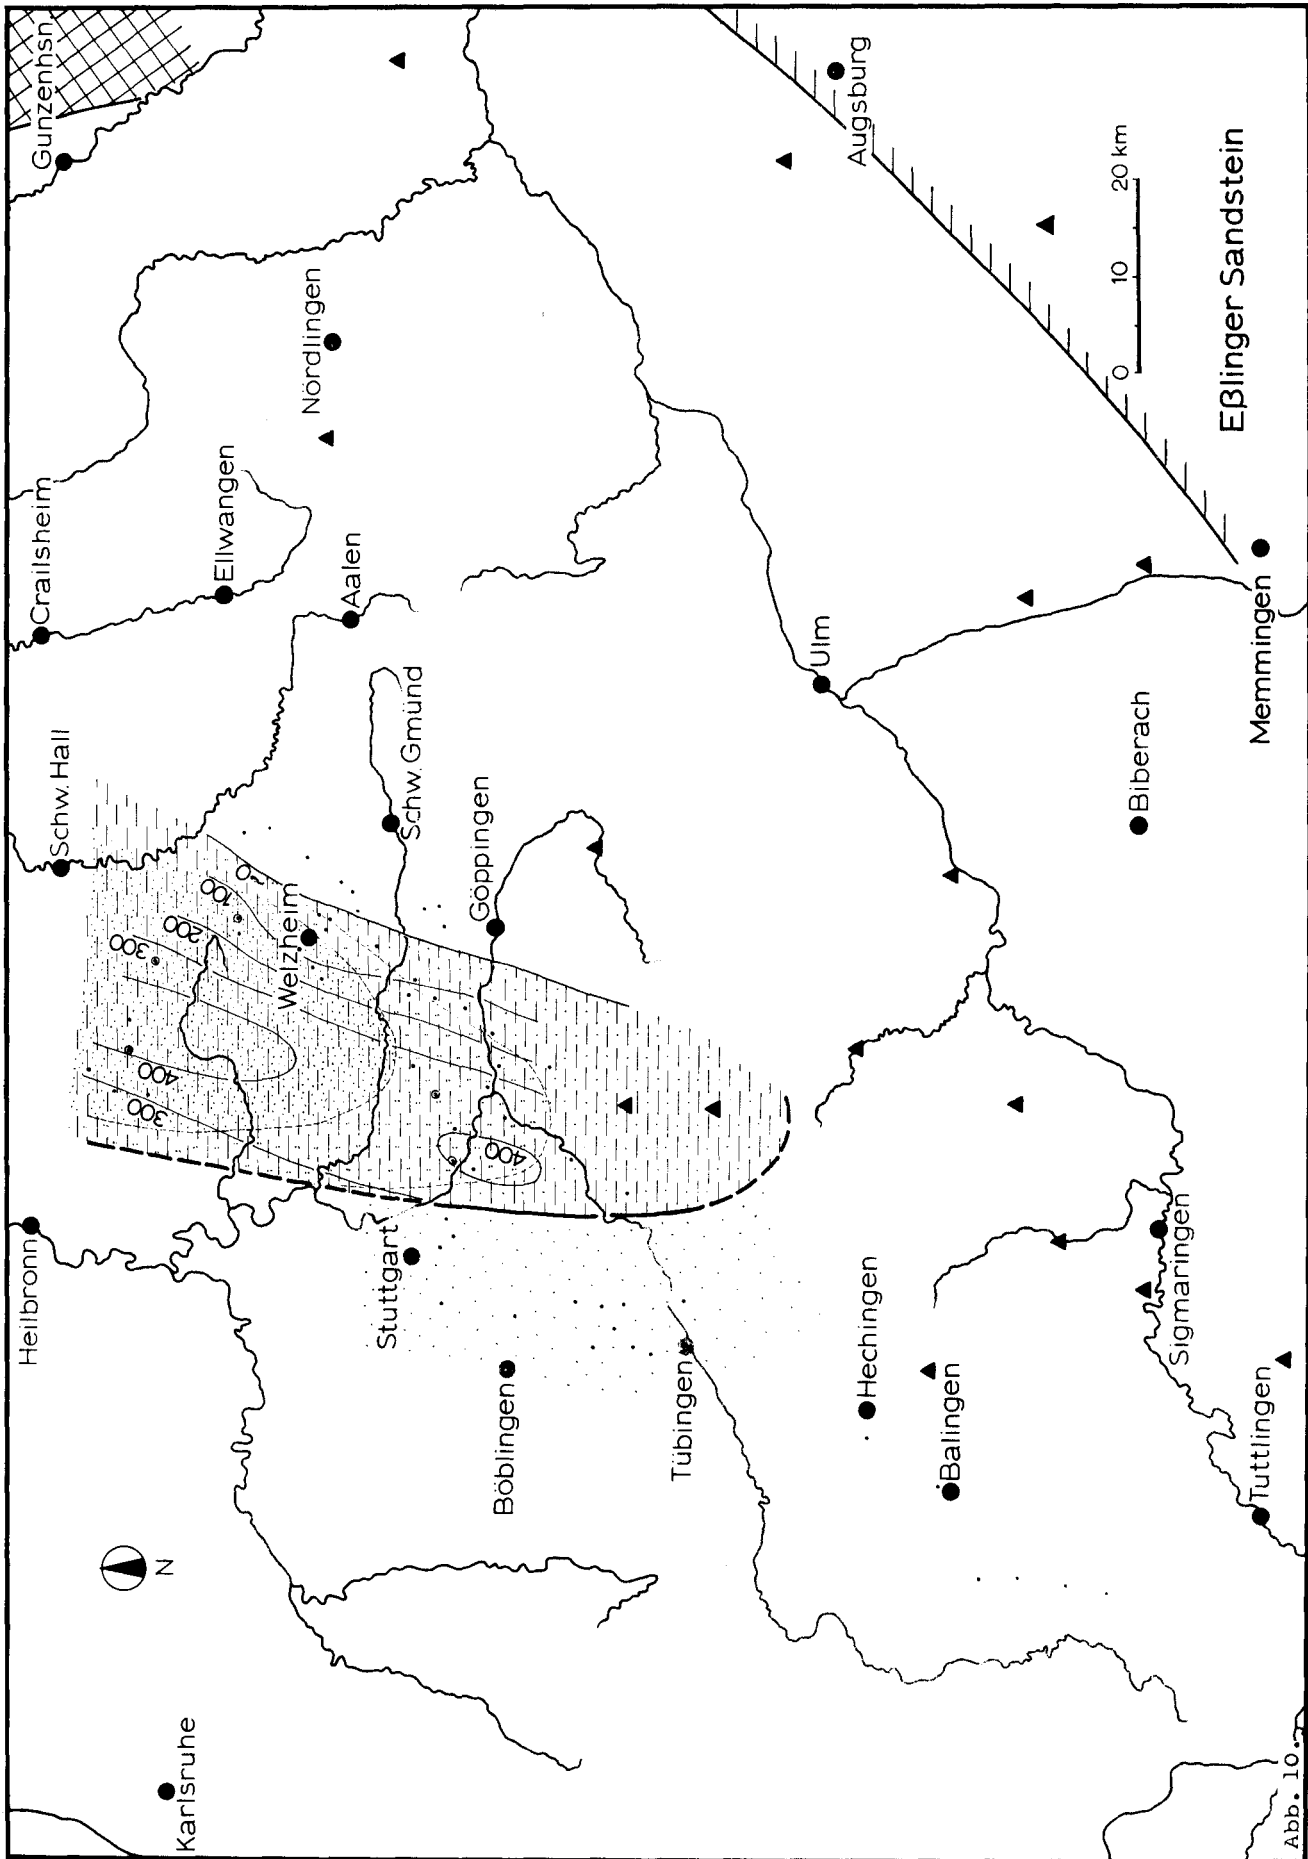 Karlsruhe
Heilbronn
Schw. Hall
Crailsheim
Gunzenhsn.
N
300
400
300
200
100
0
Welzheim
Ellwangen
Aalen
Nördlingen
Stuttgart
Schw. Gmünd
Böblingen
400
Göppingen
Tübingen
Hechingen
Balingen
Ulm
Augsburg
Sigmaringen
Biberach
Tuttlingen
Memmingen
0 10 20 km
Eßlinger Sandstein
Abb. 10.